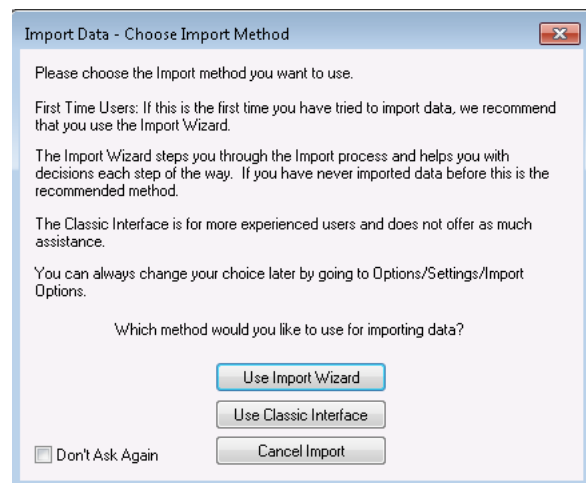 Import Data - Choose Import Method
Please choose the Import method you want to use.
First Time Users: If this is the first time you have tried to import data, we recommend
that you use the Import Wizard.
The Import Wizard steps you through the Import process and helps you with
decisions each step of the way.  If you have never imported data before this is the
recommended method.
The Classic Interface is for more experienced users and does not offer as much
assistance.
You can always change your choice later by going to Options/Settings/Import
Options.
Which method would you like to use for importing data?
Use Import Wizard
Use Classic Interface
Don't Ask Again
Cancel Import